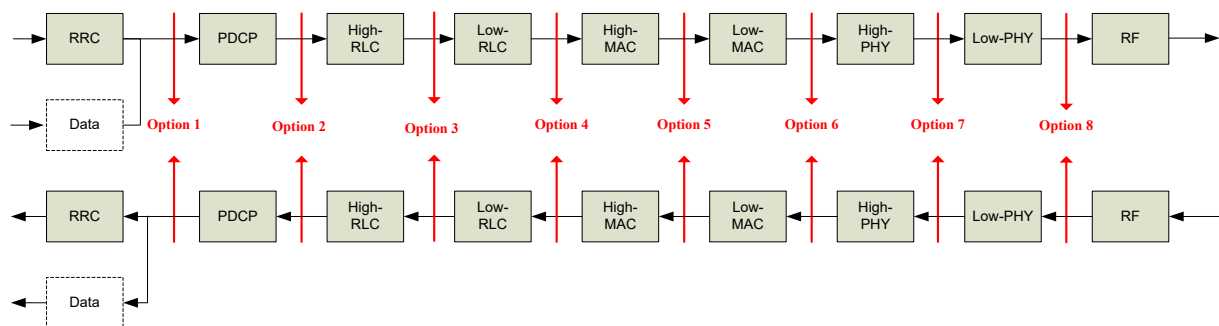 RRC
PDCP
High-
RLC
Low-
RLC
High-
MAC
Low-
MAC
High-
PHY
Low-PHY
RF
Data
Option 1
Option 2
Option 3
Option 4
Option 5
Option 6
Option 7
Option 8
RRC
PDCP
High-
RLC
Low-
RLC
High-
MAC
Low-
MAC
High-
PHY
Low-PHY
RF
Data